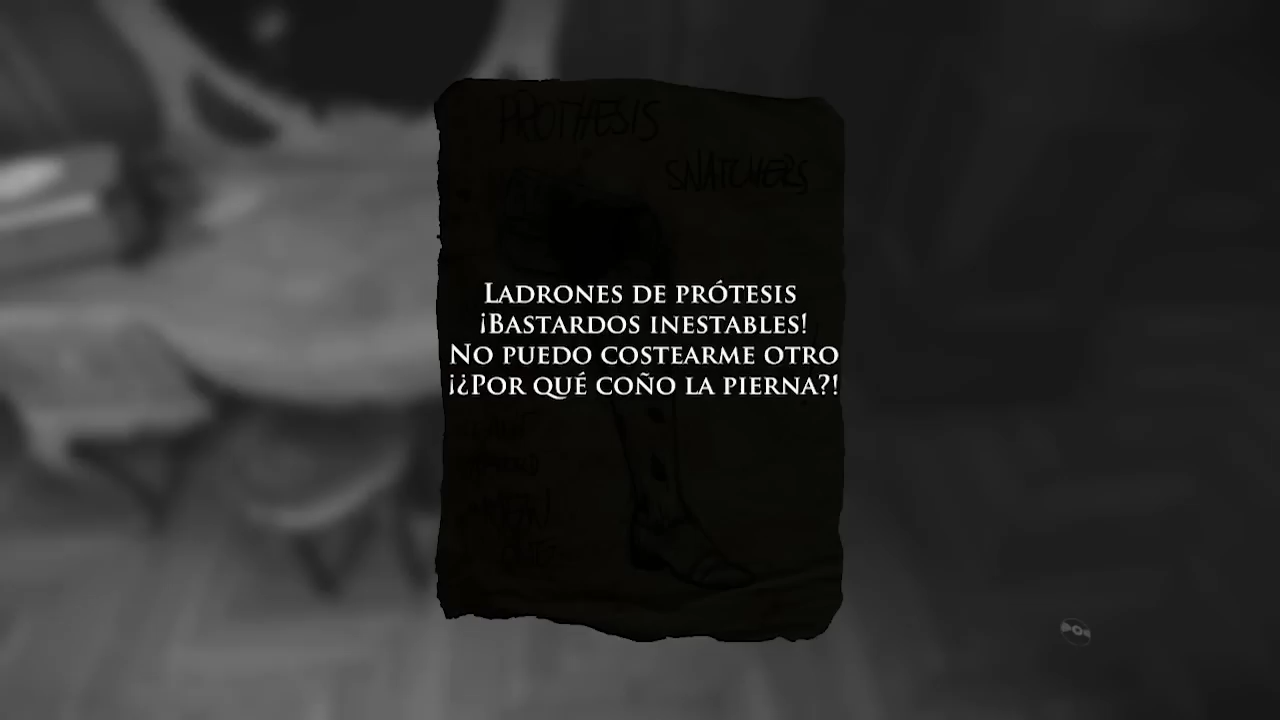 PROTHESIS
SNATCHERS
Ladrones de prótesis
¡Bastardos inestables!
No puedo costearme otro
¡¿Por qué coño la pierna?!